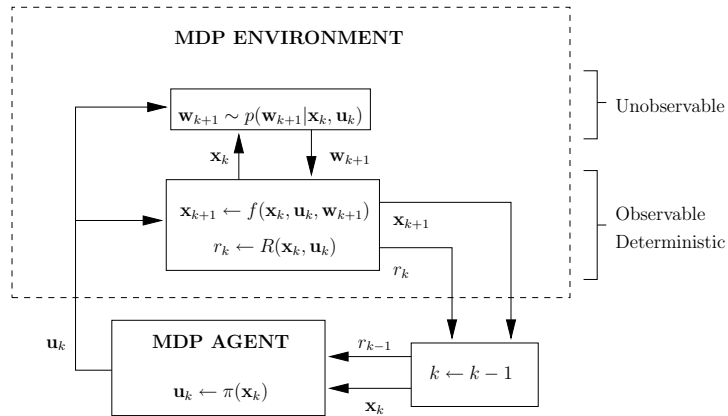 MDP ENVIRONMENT
w_{k+1} ∼ p(w_{k+1}|x_k, u_k)
Unobservable
x_k
w_{k+1}
x_{k+1} ← f(x_k, u_k, w_{k+1})
r_k ← R(x_k, u_k)
x_{k+1}
r_k
Observable
Deterministic
u_k
MDP AGENT
u_k ← π(x_k)
r_{k−1}
x_k
k ← k − 1